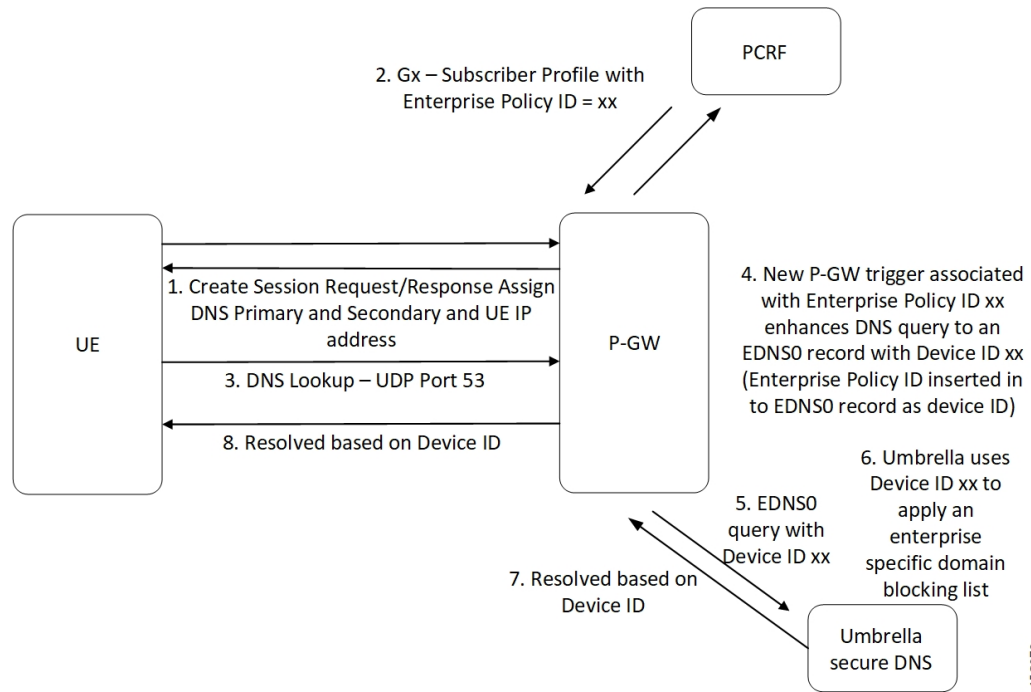 PCRF
2. Gx – Subscriber Profile with
Enterprise Policy ID = xx
UE
1. Create Session Request/Response Assign
DNS Primary and Secondary and UE IP
address
3. DNS Lookup – UDP Port 53
8. Resolved based on Device ID
P-GW
4. New P-GW trigger associated
with Enterprise Policy ID xx
enhances DNS query to an
EDNS0 record with Device ID xx
(Enterprise Policy ID inserted in
to EDNS0 record as device ID)
5. EDNS0
query with
Device ID xx
6. Umbrella uses
Device ID xx to
apply an
enterprise
specific domain
blocking list
7. Resolved based on
Device ID
Umbrella
secure DNS